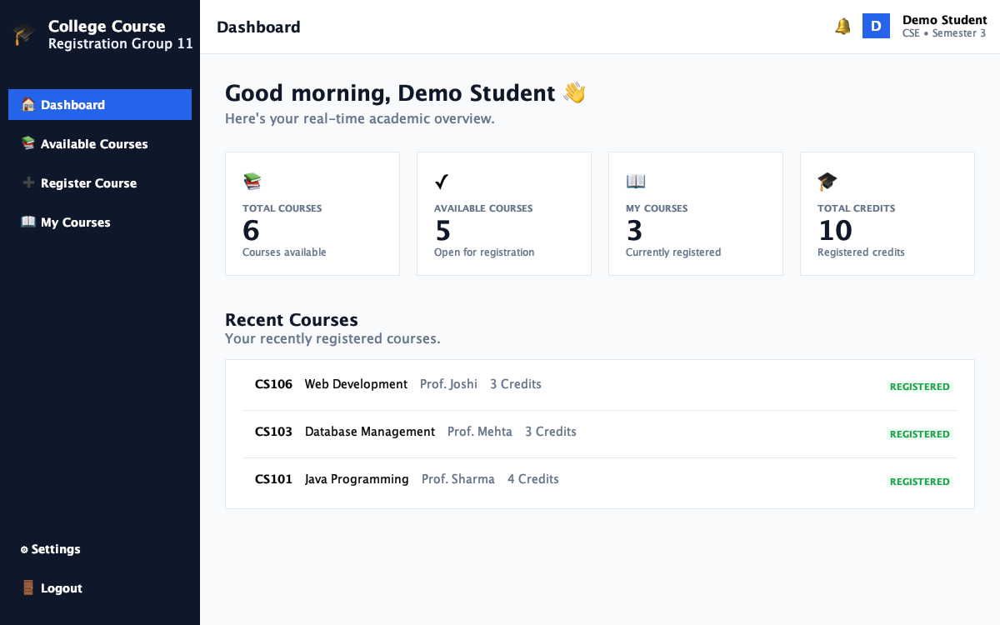 College Course
Registration Group 11
Dashboard
Available Courses
Register Course
My Courses
Settings
Logout
Dashboard
D
Demo Student
CSE • Semester 3
Good morning, Demo Student 👋
Here's your real-time academic overview.
TOTAL COURSES
6
Courses available
AVAILABLE COURSES
5
Open for registration
MY COURSES
3
Currently registered
TOTAL CREDITS
10
Registered credits
Recent Courses
Your recently registered courses.
CS106 Web Development Prof. Joshi 3 Credits REGISTERED
CS103 Database Management Prof. Mehta 3 Credits REGISTERED
CS101 Java Programming Prof. Sharma 4 Credits REGISTERED